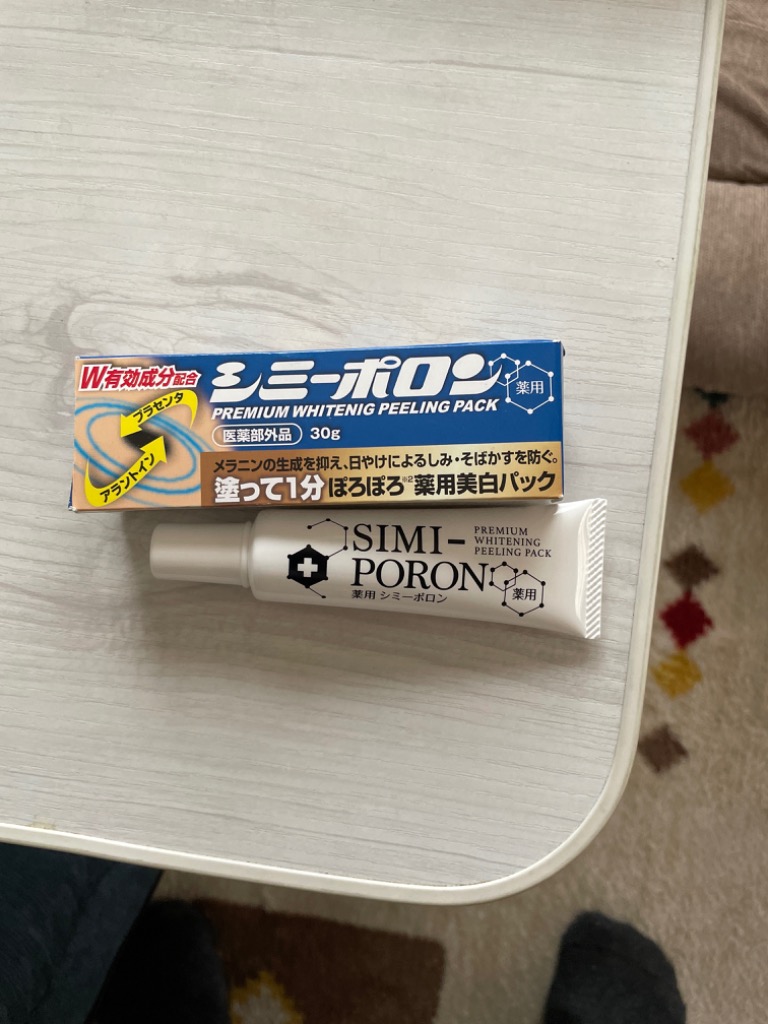 W有効成分配合
プラセンタ
アラントイン
シミーポロン
薬用
PREMIUM WHITENIG PEELING PACK
医薬部外品 30g
メラニンの生成を抑え、日やけによるしみ・そばかすを防ぐ。
塗って1分 ぽろぽろ※2 薬用美白パック
SIMI-
PORON
PREMIUM
WHITENING
PEELING PACK
薬用 シミーポロン
薬用